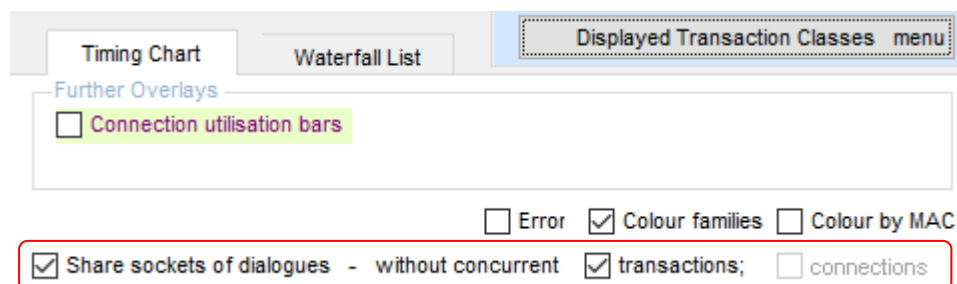 Displayed Transaction Classes menu
Timing Chart Waterfall List
Further Overlays
Connection utilisation bars
Error Colour families Colour by MAC
Share sockets of dialogues - without concurrent transactions; connections